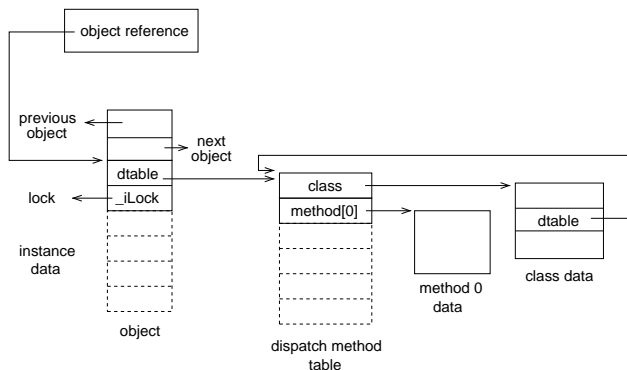 object reference
previous
object
next
object
dtable
lock
_iLock
class
method[0]
dtable
instance
data
method 0
data
class data
object
dispatch method
table